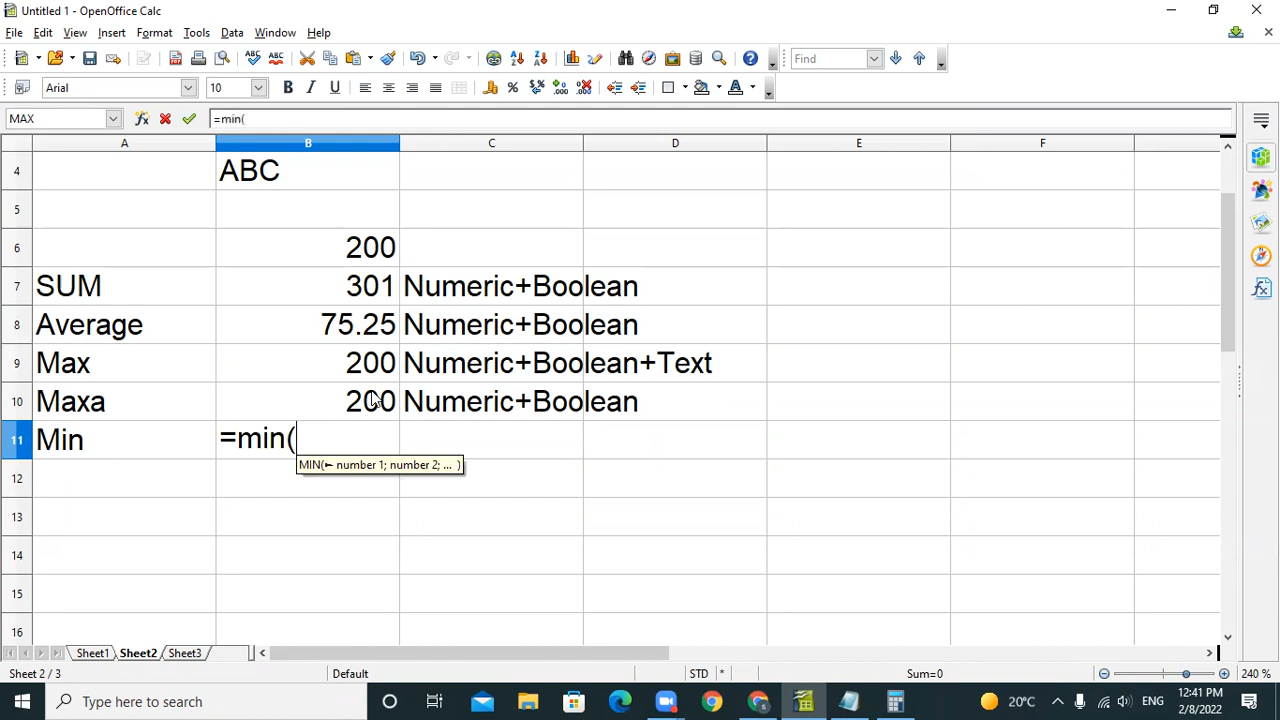 Untitled 1 - OpenOffice Calc
File Edit View Insert Format Tools Data Window Help
Find
Arial 10
MAX =min(
A B C D E F
4 ABC
5
6 200
7 SUM 301 Numeric+Boolean
8 Average 75.25 Numeric+Boolean
9 Max 200 Numeric+Boolean+Text
10 Maxa 200 Numeric+Boolean
11 Min =min(
MIN(► number 1; number 2; ... )
12
13
14
15
16
Sheet1 Sheet2 Sheet3
Sheet 2 / 3 Default STD * Sum=0 240 %
Type here to search 20°C ENG 12:41 PM
2/8/2022